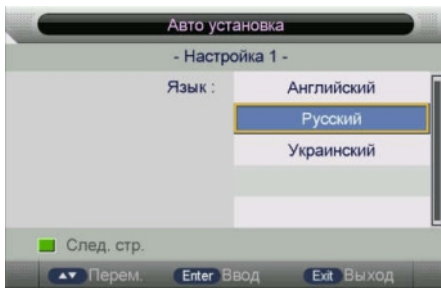 Авто установка
- Настройка 1 -
Язык : Английский
Русский
Украинский
След. стр.
▲▼ Перем. Enter Ввод Exit Выход